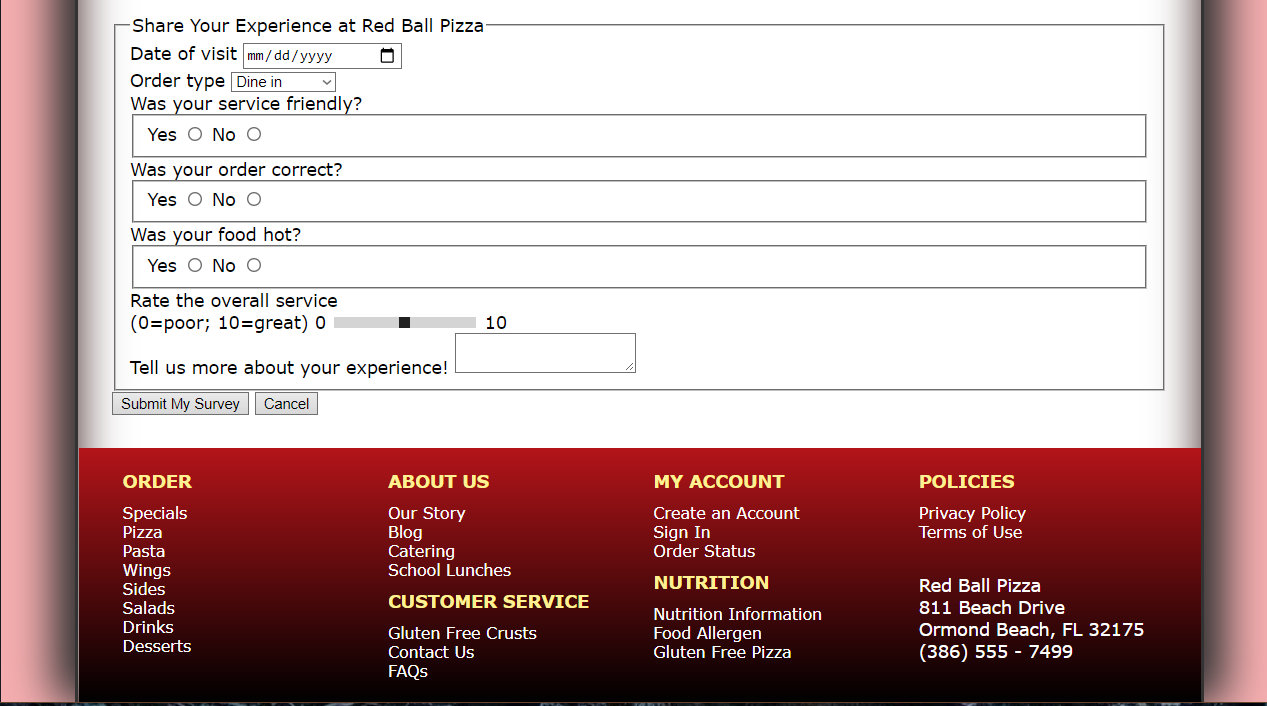 Share Your Experience at Red Ball Pizza
Date of visit mm/dd/yyyy
Order type Dine in
Was your service friendly?
Yes No
Was your order correct?
Yes No
Was your food hot?
Yes No
Rate the overall service
(0=poor; 10=great) 0 10
Tell us more about your experience!
Submit My Survey Cancel
ORDER
Specials
Pizza
Pasta
Wings
Sides
Salads
Drinks
Desserts
ABOUT US
Our Story
Blog
Catering
School Lunches
CUSTOMER SERVICE
Gluten Free Crusts
Contact Us
FAQs
MY ACCOUNT
Create an Account
Sign In
Order Status
NUTRITION
Nutrition Information
Food Allergen
Gluten Free Pizza
POLICIES
Privacy Policy
Terms of Use
Red Ball Pizza
811 Beach Drive
Ormond Beach, FL 32175
(386) 555 - 7499